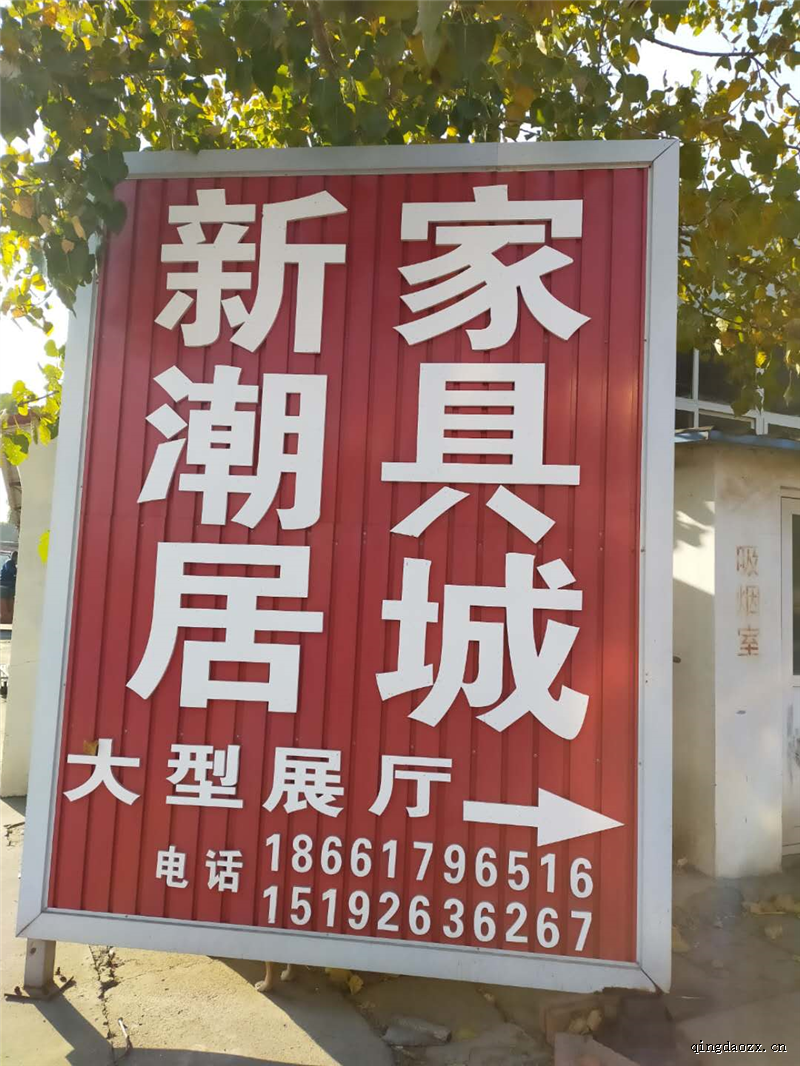 新潮居
家具城
大型展厅
电话 18661796516
15192636267
吸烟室
qingdaozx.cn